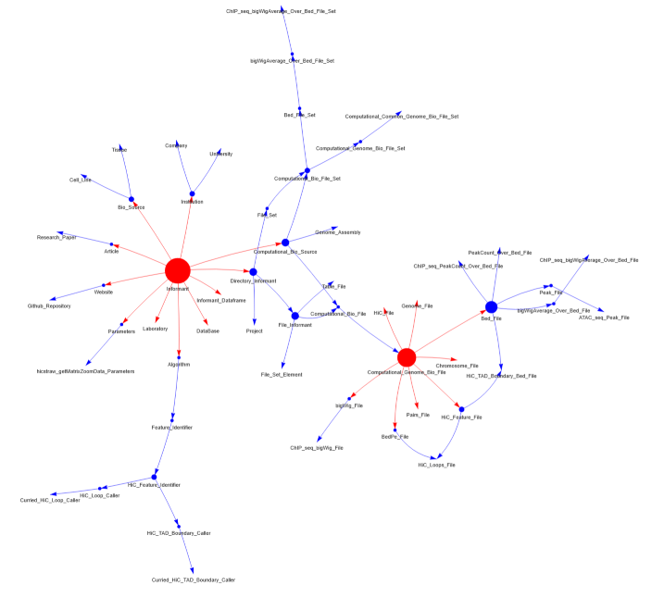 ChIP_seq_bigWigAverage_Over_Bed_File_Set
bigWigAverage_Over_Bed_File_Set
Bed_File_Set
Computational_Common_Genome_Bio_File_Set
Computational_Genome_Bio_File_Set
Tissue
Company
University
Cell_Line
Computational_Bio_File_Set
Bio_Source
Institution
File_Set
Research_Paper
Genome_Assembly
Article
Computational_Bio_Source
PeakCount_Over_Bed_File
ChIP_seq_bigWigAverage_Over_Bed_File
ChIP_seq_PeakCount_Over_Bed_File
Informant
Directory_Informant
Website
Peak_File
Informant_Dataframe
Github_Repository
Genome_File
HiC_File
Computational_Bio_File
bigWigAverage_Over_Bed_File
Bed_File
ATAC_seq_Peak_File
Parameters
Laboratory
DataBase
Project
File_Informant
Algorithm
Chromosome_File
hicstraw_getMatrixZoomData_Parameters
File_Set_Element
Computational_Genome_Bio_File
HiC_TAD_Boundary_Bed_File
bigWig_File
Pairs_File
HiC_Feature_File
Feature_Identifier
BedPe_File
ChIP_seq_bigWig_File
HiC_Loops_File
HiC_Feature_Identifier
HiC_Loop_Caller
Curried_HiC_Loop_Caller
HiC_TAD_Boundary_Caller
Curried_HiC_TAD_Boundary_Caller